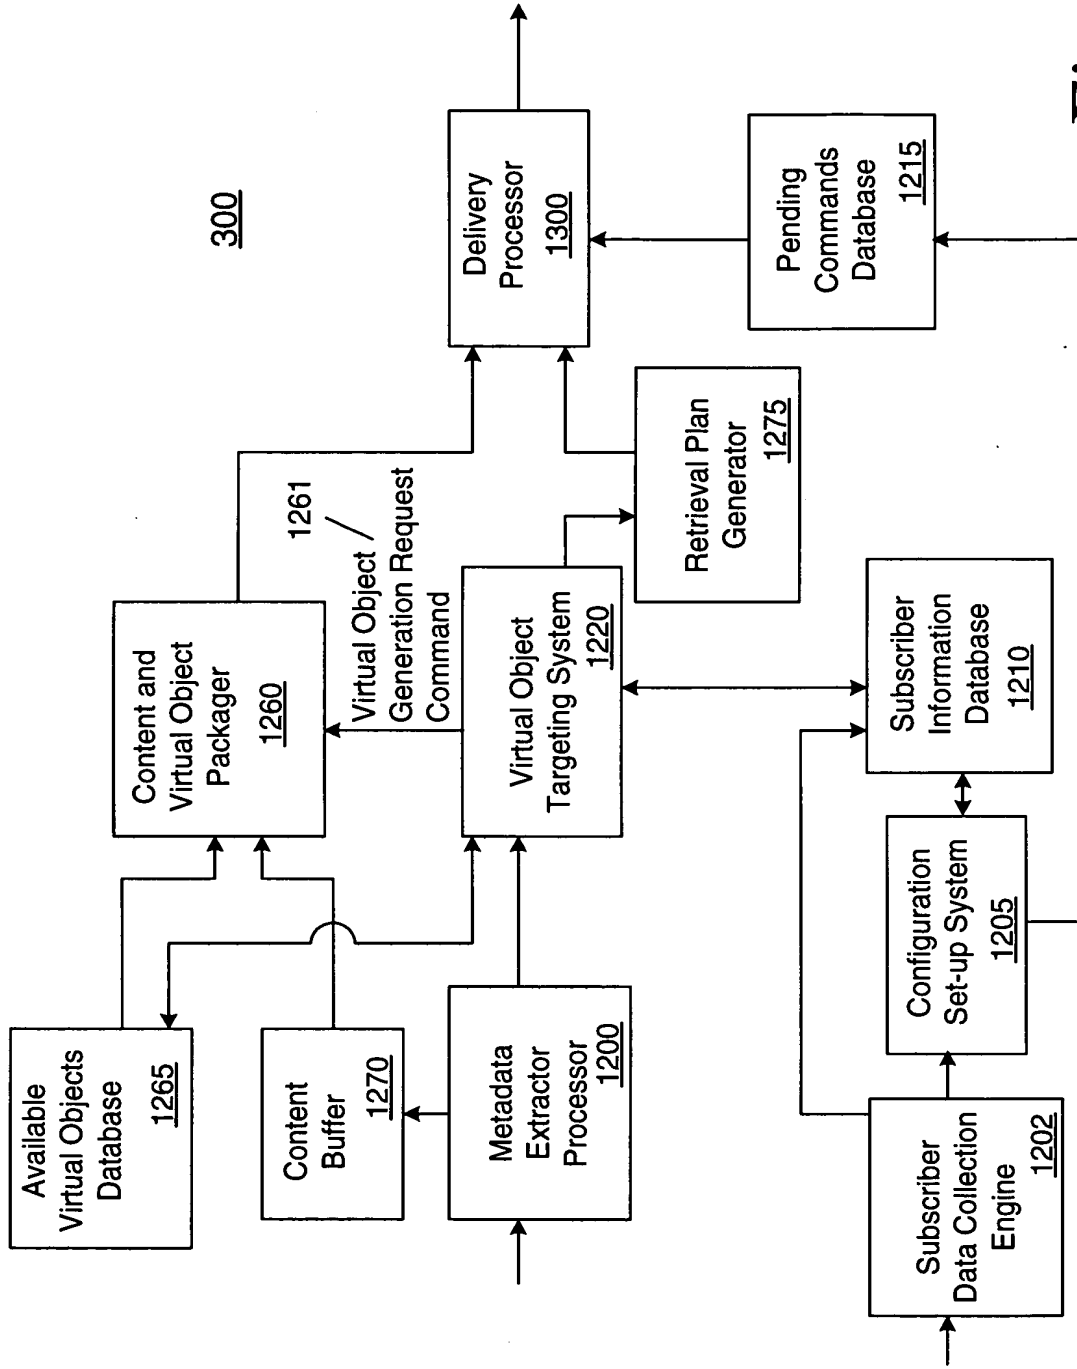 300
Available
Virtual Objects
Database
1265
Content
Buffer
1270
Metadata
Extractor
Processor
1200
Content and
Virtual Object
Packager
1260
1261
Virtual Object
Generation Request
Command
Virtual Object
Targeting System
1220
Retrieval Plan
Generator
1275
Delivery
Processor
1300
Pending
Commands
Database
1215
Subscriber
Data Collection
Engine
1202
Configuration
Set-up System
1205
Subscriber
Information
Database
1210